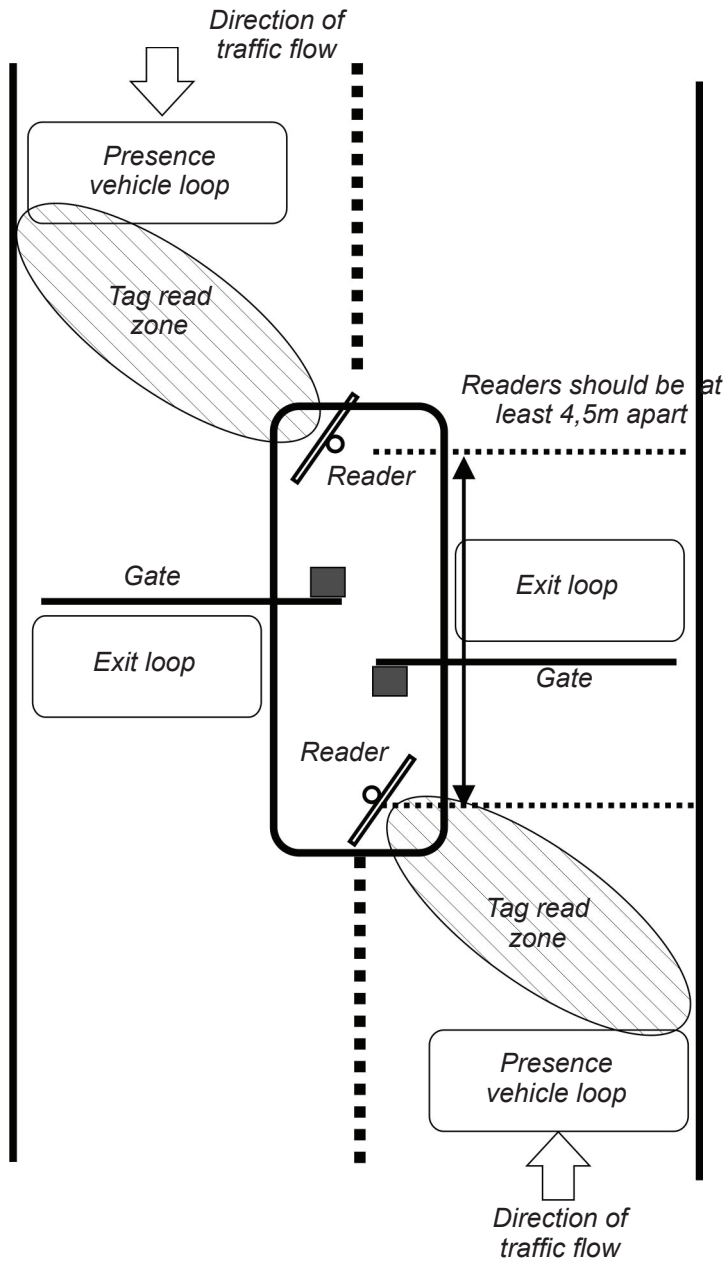 Direction of
traffic flow
Presence
vehicle loop
Tag read
zone
Readers should be at
least 4,5m apart
Reader
Gate
Exit loop
Exit loop
Gate
Reader
Tag read
zone
Presence
vehicle loop
Direction of
traffic flow